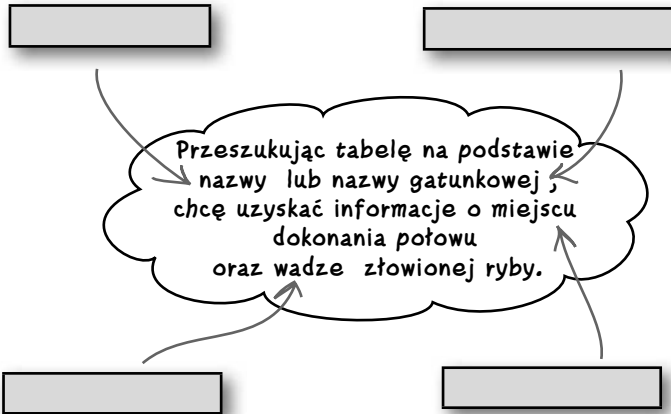 Przeszukując tabelę na podstawie
nazwy lub nazwy gatunkowej ,
chcę uzyskać informacje o miejscu
dokonania połowu
oraz wadze złowionej ryby.